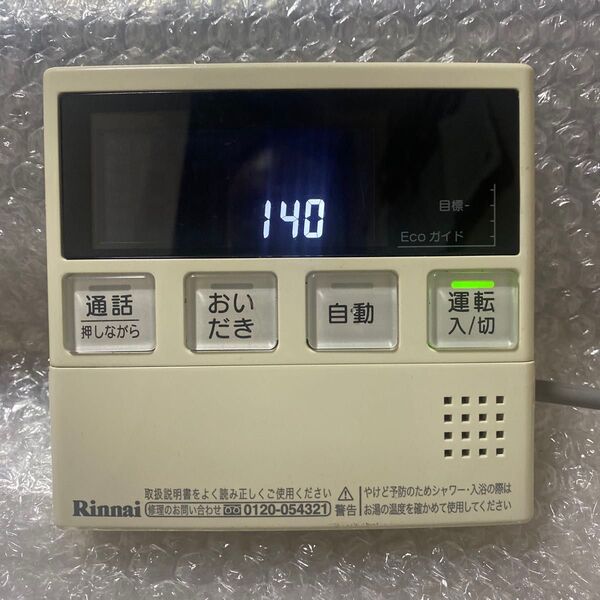 140
目標-
Eco ガイド
通話
押しながら
おい
だき
自動
運転
入/切
Rinnai
取扱説明書をよく読み正しくご使用ください
修理のお問い合わせ 0120-054321
警告
やけど予防のためシャワー・入浴の際は
お湯の温度を確かめて使用してください